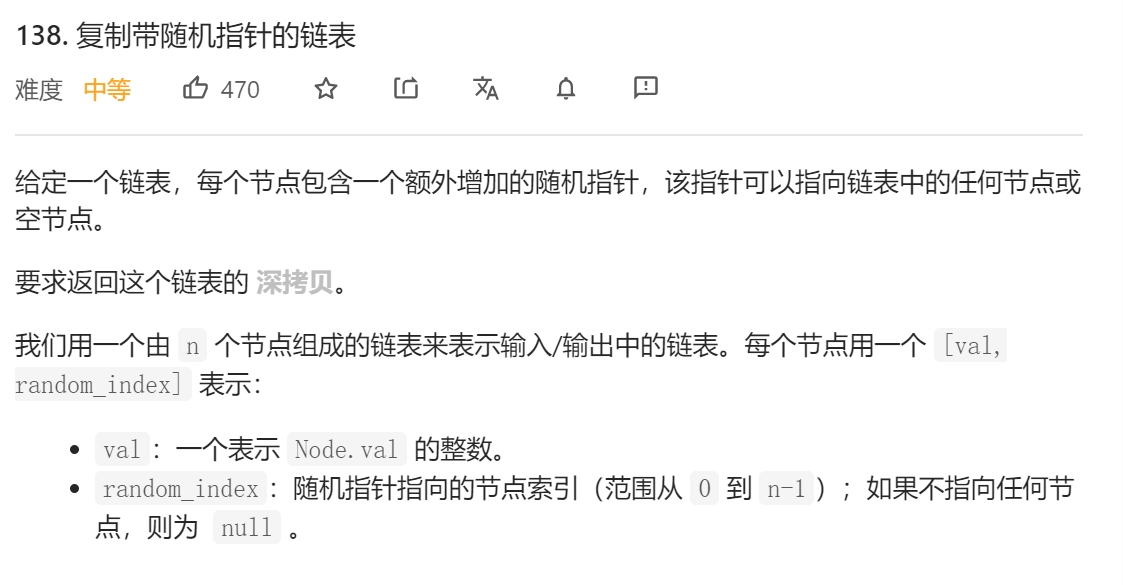 138. 复制带随机指针的链表
难度 中等 470
给定一个链表，每个节点包含一个额外增加的随机指针，该指针可以指向链表中的任何节点或
空节点。
要求返回这个链表的 深拷贝。
我们用一个由 n 个节点组成的链表来表示输入/输出中的链表。每个节点用一个 [val,
random_index] 表示：
• val：一个表示 Node.val 的整数。
• random_index：随机指针指向的节点索引（范围从 0 到 n-1）；如果不指向任何节
点，则为 null 。